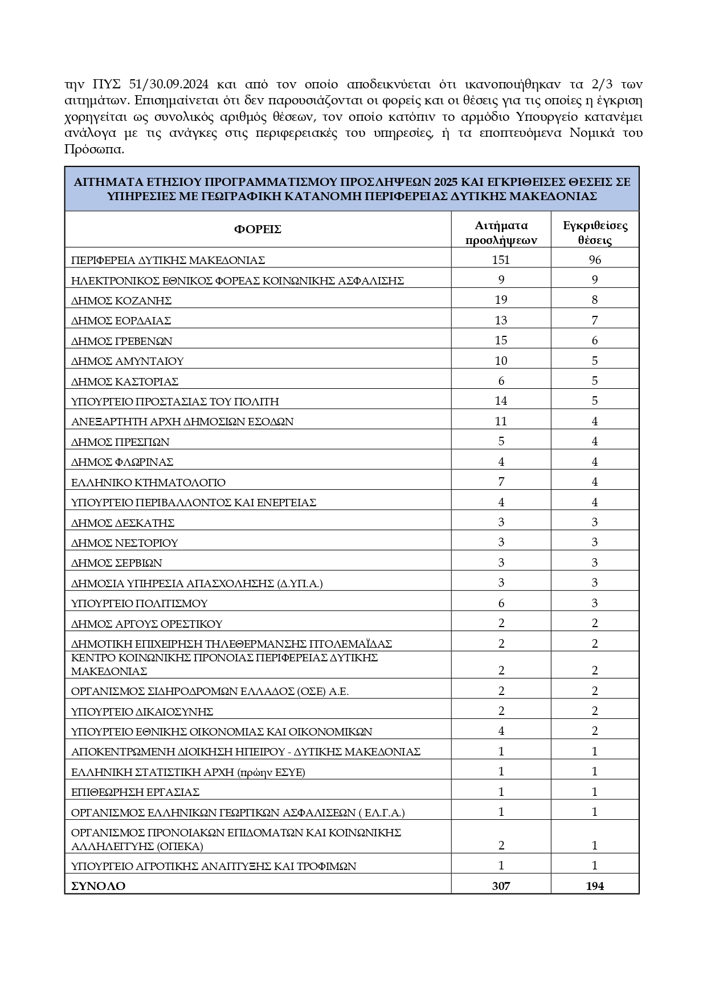 την ΠΥΣ 51/30.09.2024 και από τον οποίο αποδεικνύεται ότι ικανοποιήθηκαν τα 2/3 των
αιτημάτων. Επισημαίνεται ότι δεν παρουσιάζονται οι φορείς και οι θέσεις για τις οποίες η έγκριση
χορηγείται ως συνολικός αριθμός θέσεων, τον οποίο κατόπιν το αρμόδιο Υπουργείο κατανέμει
ανάλογα με τις ανάγκες στις περιφερειακές του υπηρεσίες, ή τα εποπτευόμενα Νομικά του
Πρόσωπα.
ΑΙΤΗΜΑΤΑ ΕΤΗΣΙΟΥ ΠΡΟΓΡΑΜΜΑΤΙΣΜΟΥ ΠΡΟΣΛΗΨΕΩΝ 2025 ΚΑΙ ΕΓΚΡΙΘΕΙΣΕΣ ΘΕΣΕΙΣ ΣΕ
ΥΠΗΡΕΣΙΕΣ ΜΕ ΓΕΩΓΡΑΦΙΚΗ ΚΑΤΑΝΟΜΗ ΠΕΡΙΦΕΡΕΙΑΣ ΔΥΤΙΚΗΣ ΜΑΚΕΔΟΝΙΑΣ
ΦΟΡΕΙΣ Αιτήματα προσλήψεων Εγκριθείσες θέσεις
ΠΕΡΙΦΕΡΕΙΑ ΔΥΤΙΚΗΣ ΜΑΚΕΔΟΝΙΑΣ 151 96
ΗΛΕΚΤΡΟΝΙΚΟΣ ΕΘΝΙΚΟΣ ΦΟΡΕΑΣ ΚΟΙΝΩΝΙΚΗΣ ΑΣΦΑΛΙΣΗΣ 9 9
ΔΗΜΟΣ ΚΟΖΑΝΗΣ 19 8
ΔΗΜΟΣ ΕΟΡΔΑΙΑΣ 13 7
ΔΗΜΟΣ ΓΡΕΒΕΝΩΝ 15 6
ΔΗΜΟΣ ΑΜΥΝΤΑΙΟΥ 10 5
ΔΗΜΟΣ ΚΑΣΤΟΡΙΑΣ 6 5
ΥΠΟΥΡΓΕΙΟ ΠΡΟΣΤΑΣΙΑΣ ΤΟΥ ΠΟΛΙΤΗ 14 5
ΑΝΕΞΑΡΤΗΤΗ ΑΡΧΗ ΔΗΜΟΣΙΩΝ ΕΣΟΔΩΝ 11 4
ΔΗΜΟΣ ΠΡΕΣΠΩΝ 5 4
ΔΗΜΟΣ ΦΛΩΡΙΝΑΣ 4 4
ΕΛΛΗΝΙΚΟ ΚΤΗΜΑΤΟΛΟΓΙΟ 7 4
ΥΠΟΥΡΓΕΙΟ ΠΕΡΙΒΑΛΛΟΝΤΟΣ ΚΑΙ ΕΝΕΡΓΕΙΑΣ 4 4
ΔΗΜΟΣ ΔΕΣΚΑΤΗΣ 3 3
ΔΗΜΟΣ ΝΕΣΤΟΡΙΟΥ 3 3
ΔΗΜΟΣ ΣΕΡΒΙΩΝ 3 3
ΔΗΜΟΣΙΑ ΥΠΗΡΕΣΙΑ ΑΠΑΣΧΟΛΗΣΗΣ (Δ.ΥΠ.Α.) 3 3
ΥΠΟΥΡΓΕΙΟ ΠΟΛΙΤΙΣΜΟΥ 6 3
ΔΗΜΟΣ ΑΡΓΟΥΣ ΟΡΕΣΤΙΚΟΥ 2 2
ΔΗΜΟΤΙΚΗ ΕΠΙΧΕΙΡΗΣΗ ΤΗΛΕΘΕΡΜΑΝΣΗΣ ΠΤΟΛΕΜΑΪΔΑΣ 2 2
ΚΕΝΤΡΟ ΚΟΙΝΩΝΙΚΗΣ ΠΡΟΝΟΙΑΣ ΠΕΡΙΦΕΡΕΙΑΣ ΔΥΤΙΚΗΣ
ΜΑΚΕΔΟΝΙΑΣ 2 2
ΟΡΓΑΝΙΣΜΟΣ ΣΙΔΗΡΟΔΡΟΜΩΝ ΕΛΛΑΔΟΣ (ΟΣΕ) Α.Ε. 2 2
ΥΠΟΥΡΓΕΙΟ ΔΙΚΑΙΟΣΥΝΗΣ 2 2
ΥΠΟΥΡΓΕΙΟ ΕΘΝΙΚΗΣ ΟΙΚΟΝΟΜΙΑΣ ΚΑΙ ΟΙΚΟΝΟΜΙΚΩΝ 4 2
ΑΠΟΚΕΝΤΡΩΜΕΝΗ ΔΙΟΙΚΗΣΗ ΗΠΕΙΡΟΥ - ΔΥΤΙΚΗΣ ΜΑΚΕΔΟΝΙΑΣ 1 1
ΕΛΛΗΝΙΚΗ ΣΤΑΤΙΣΤΙΚΗ ΑΡΧΗ (πρώην ΕΣΥΕ) 1 1
ΕΠΙΘΕΩΡΗΣΗ ΕΡΓΑΣΙΑΣ 1 1
ΟΡΓΑΝΙΣΜΟΣ ΕΛΛΗΝΙΚΩΝ ΓΕΩΡΓΙΚΩΝ ΑΣΦΑΛΙΣΕΩΝ ( ΕΛ.Γ.Α.) 1 1
ΟΡΓΑΝΙΣΜΟΣ ΠΡΟΝΟΙΑΚΩΝ ΕΠΙΔΟΜΑΤΩΝ ΚΑΙ ΚΟΙΝΩΝΙΚΗΣ
ΑΛΛΗΛΕΓΓΥΗΣ (ΟΠΕΚΑ) 2 1
ΥΠΟΥΡΓΕΙΟ ΑΓΡΟΤΙΚΗΣ ΑΝΑΠΤΥΞΗΣ ΚΑΙ ΤΡΟΦΙΜΩΝ 1 1
ΣΥΝΟΛΟ 307 194